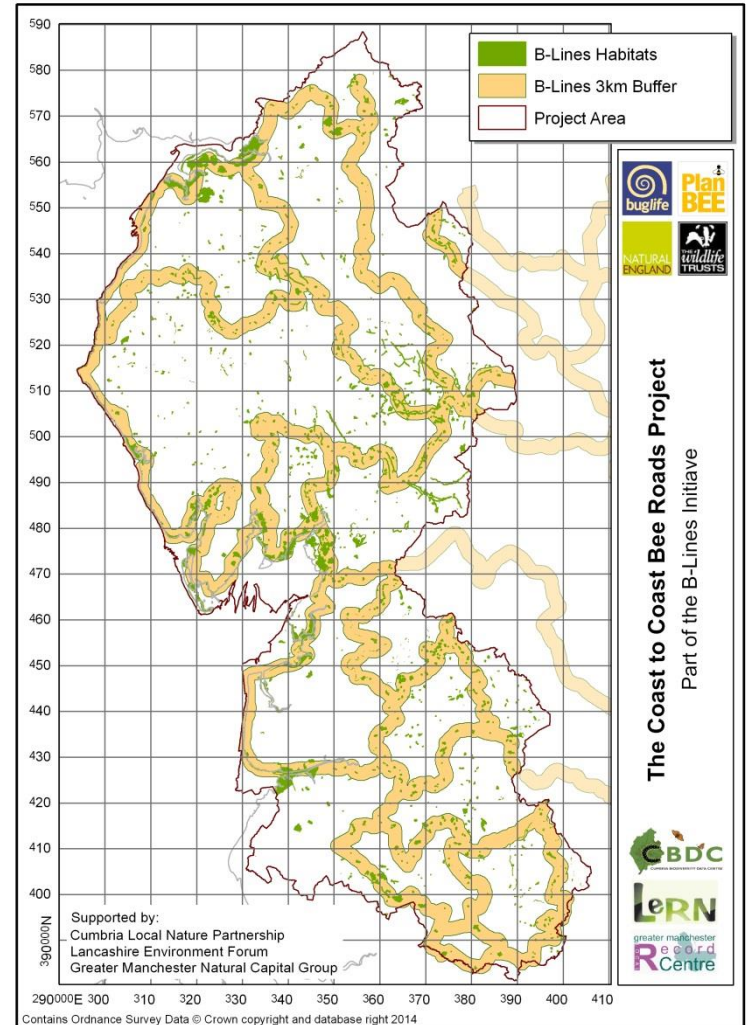 590
580
570
560
550
540
530
520
510
500
490
480
470
460
450
440
430
420
410
400
390000N
290000E 300 310 320 330 340 350 360 370 380 390 400 410
B-Lines Habitats
B-Lines 3km Buffer
Project Area
buglife
Plan
BEE
NATURAL
ENGLAND
THE
wildlife
TRUSTS
The Coast to Coast Bee Roads Project
Part of the B-Lines Initiave
CBDC
CUMBRIA BIODIVERSITY DATA CENTRE
LeRN
greater manchester
Record
Centre
Supported by:
Cumbria Local Nature Partnership
Lancashire Environment Forum
Greater Manchester Natural Capital Group
Contains Ordnance Survey Data © Crown copyright and database right 2014